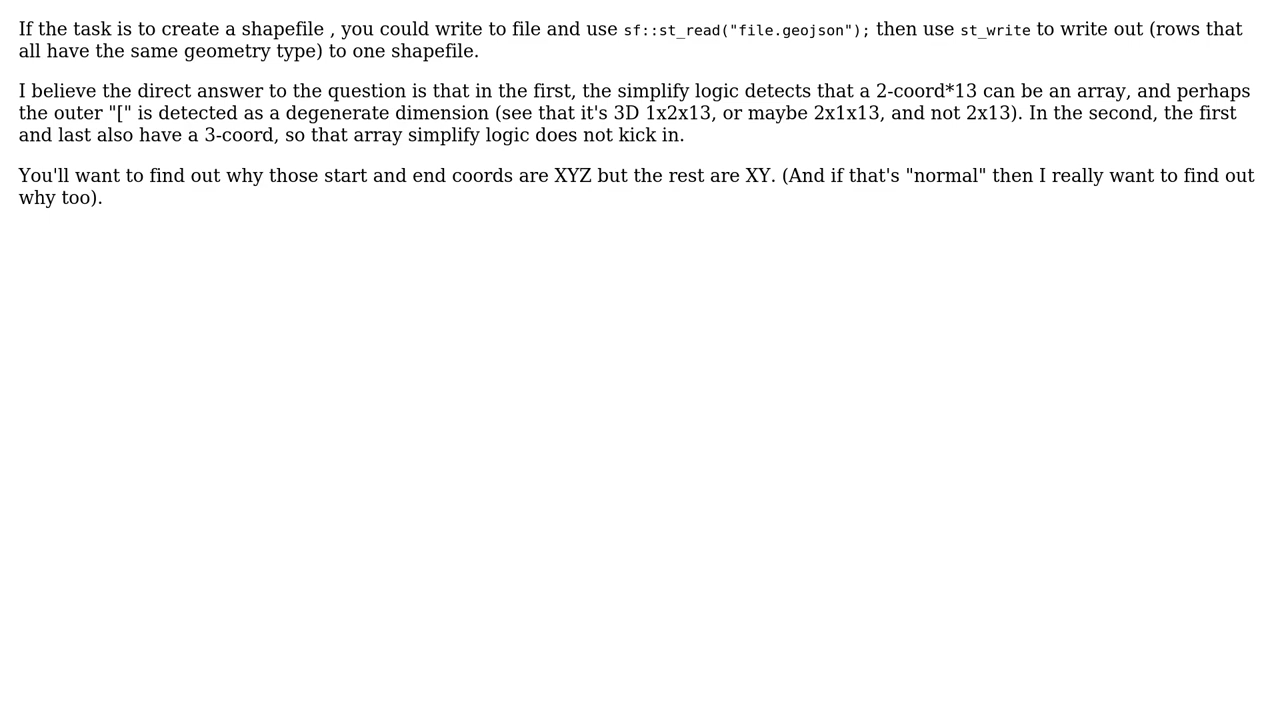 If the task is to create a shapefile , you could write to file and use sf::st_read("file.geojson"); then use st_write to write out (rows that
all have the same geometry type) to one shapefile.
I believe the direct answer to the question is that in the first, the simplify logic detects that a 2-coord*13 can be an array, and perhaps
the outer "[" is detected as a degenerate dimension (see that it's 3D 1x2x13, or maybe 2x1x13, and not 2x13). In the second, the first
and last also have a 3-coord, so that array simplify logic does not kick in.
You'll want to find out why those start and end coords are XYZ but the rest are XY. (And if that's "normal" then I really want to find out
why too).